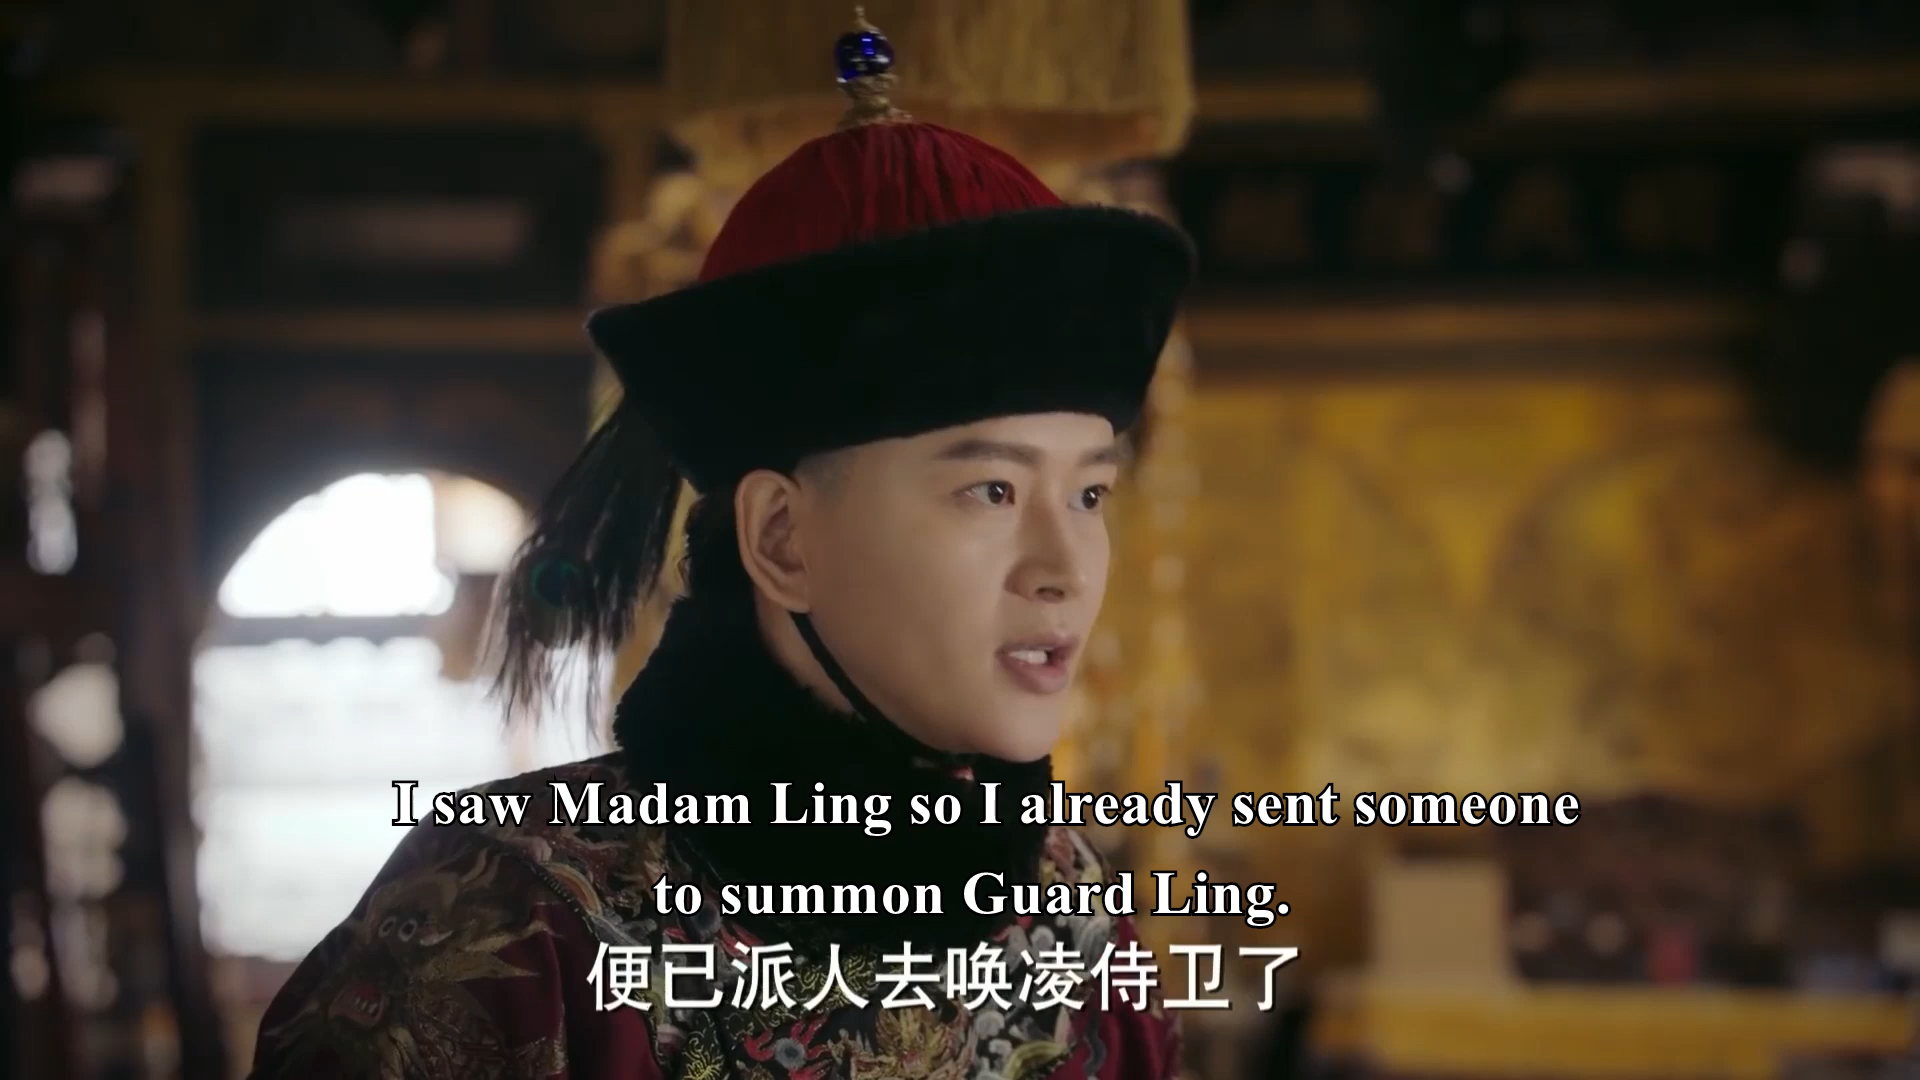 I saw Madam Ling so I already sent someone
to summon Guard Ling.
便已派人去唤凌侍卫了